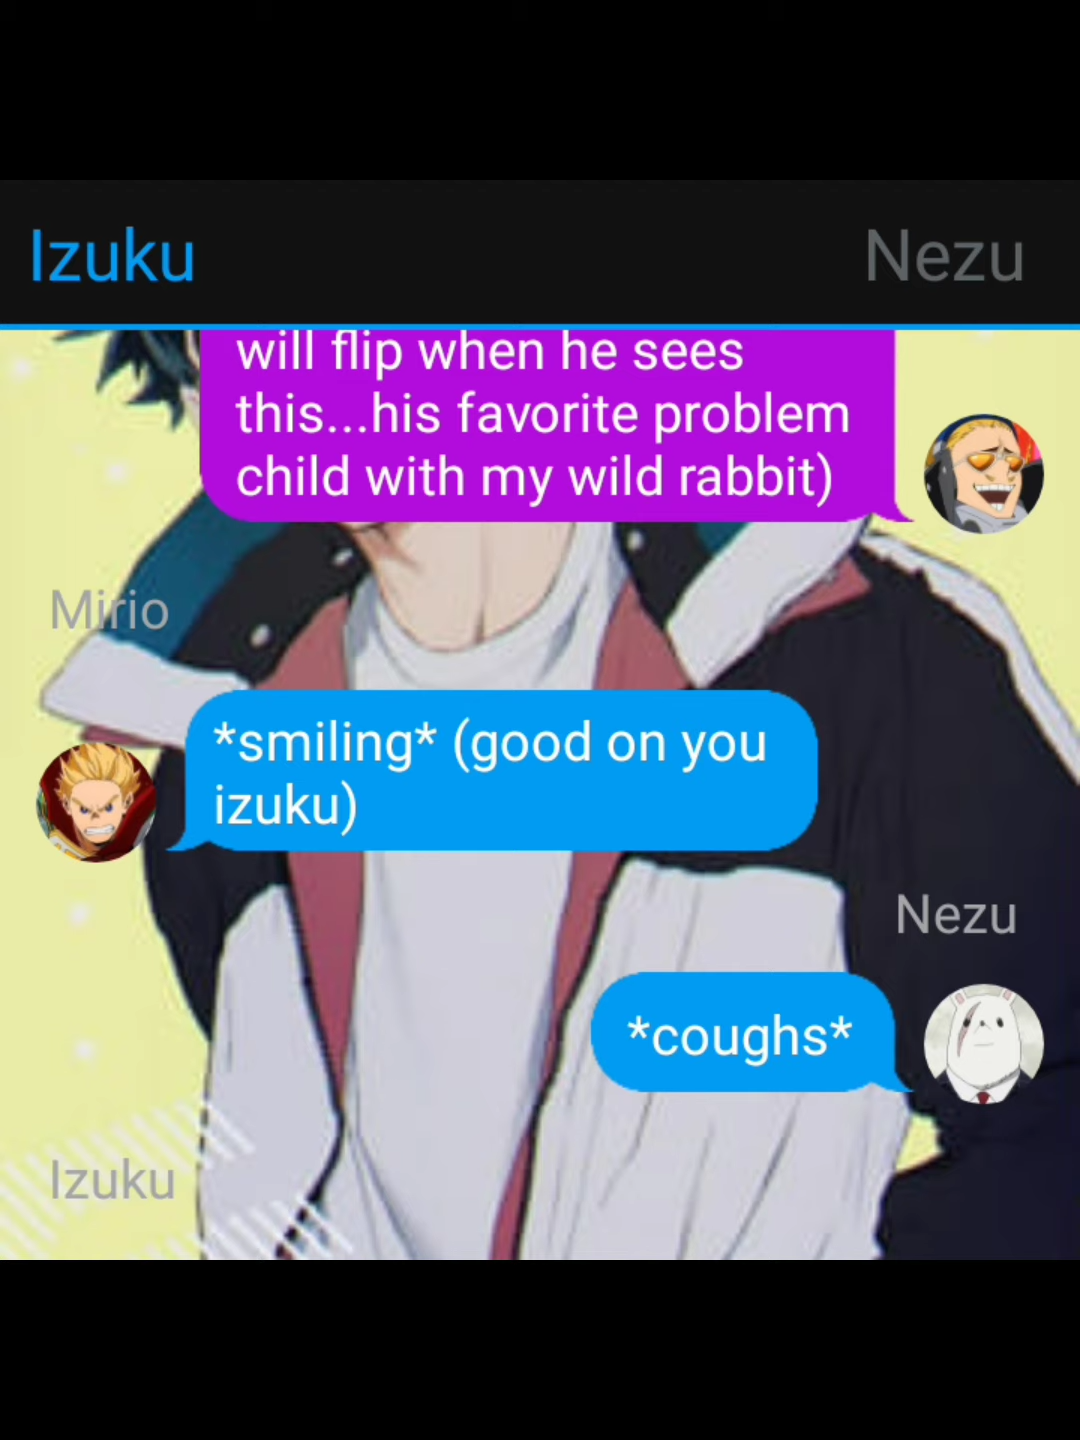 Izuku
Nezu
will flip when he sees
this...his favorite problem
child with my wild rabbit)
Mirio
*smiling* (good on you
izuku)
Nezu
*coughs*
Izuku